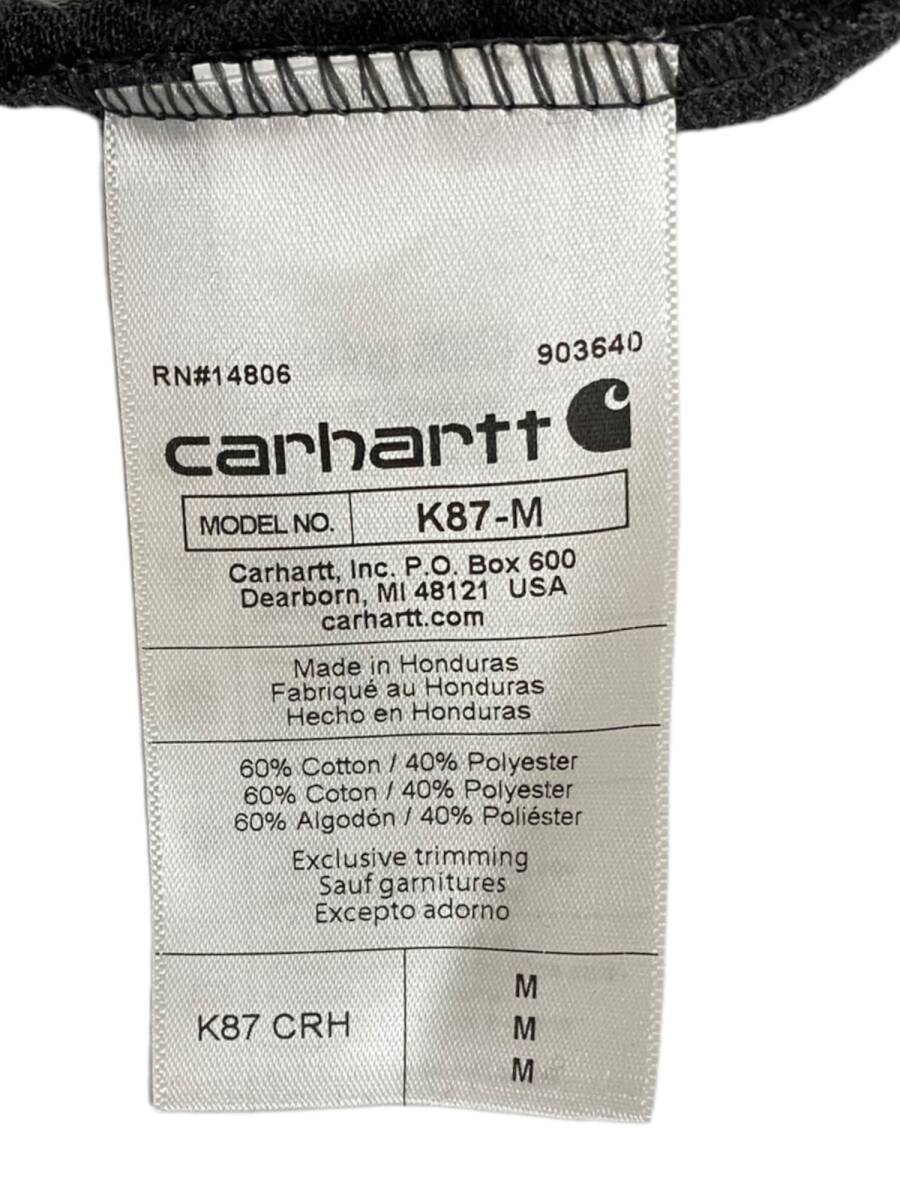 RN#14806
903640
carhartt
MODEL NO. K87-M
Carhartt, Inc. P.O. Box 600
Dearborn, MI 48121 USA
carhartt.com
Made in Honduras
Fabriqué au Honduras
Hecho en Honduras
60% Cotton / 40% Polyester
60% Coton / 40% Polyester
60% Algodón / 40% Poliéster
Exclusive trimming
Sauf garnitures
Excepto adorno
K87 CRH
M
M
M